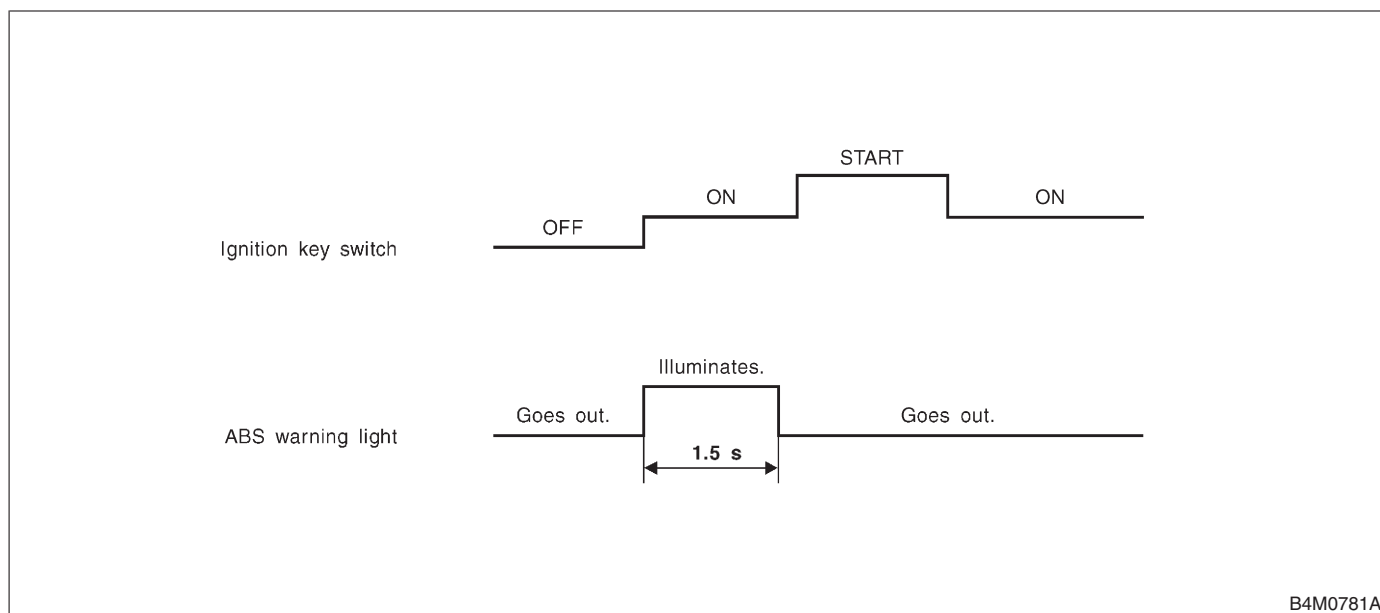 START
ON
ON
OFF
Ignition key switch
Illuminates.
Goes out.
Goes out.
ABS warning light
1.5 s
B4M0781A